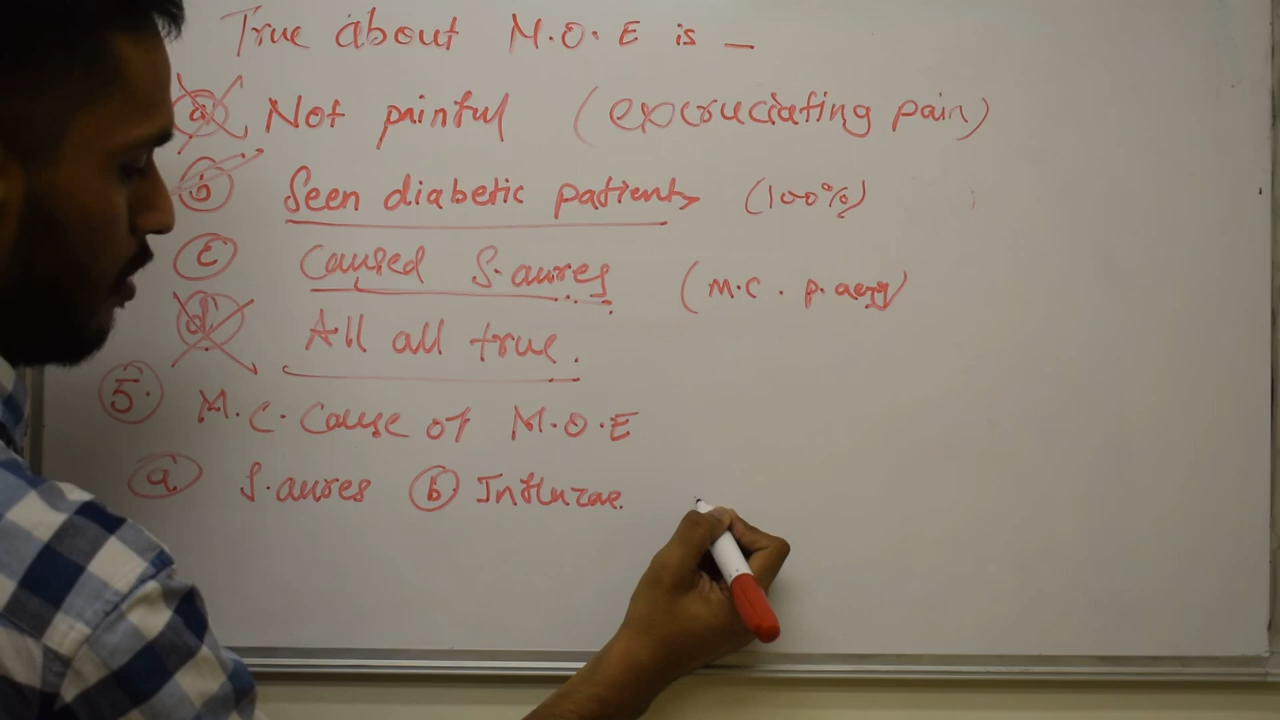 True about M.O.E is _
a Not painful (excruciating pain)
b Seen diabetic patients (100%)
c Caused S.aures (M.C. p.aerg)
d All all true.
5. M.C. Cause of M.O.E
a S.aures b Influzae.